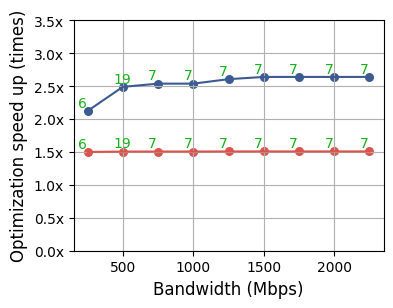 3.5x
3.0x
2.5x
2.0x
1.5x
1.0x
0.5x
0.0x
Optimization speed up (times)
6 19 7 7 7 7 7 7 7
6 19 7 7 7 7 7 7 7
500 1000 1500 2000
Bandwidth (Mbps)